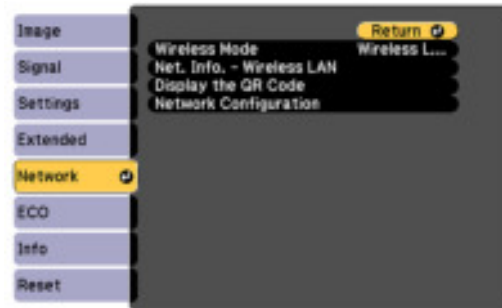 Image
Signal
Settings
Extended
Network
ECO
Info
Reset
Return
Wireless Mode Wireless L...
Net. Info. - Wireless LAN
Display the QR Code
Network Configuration